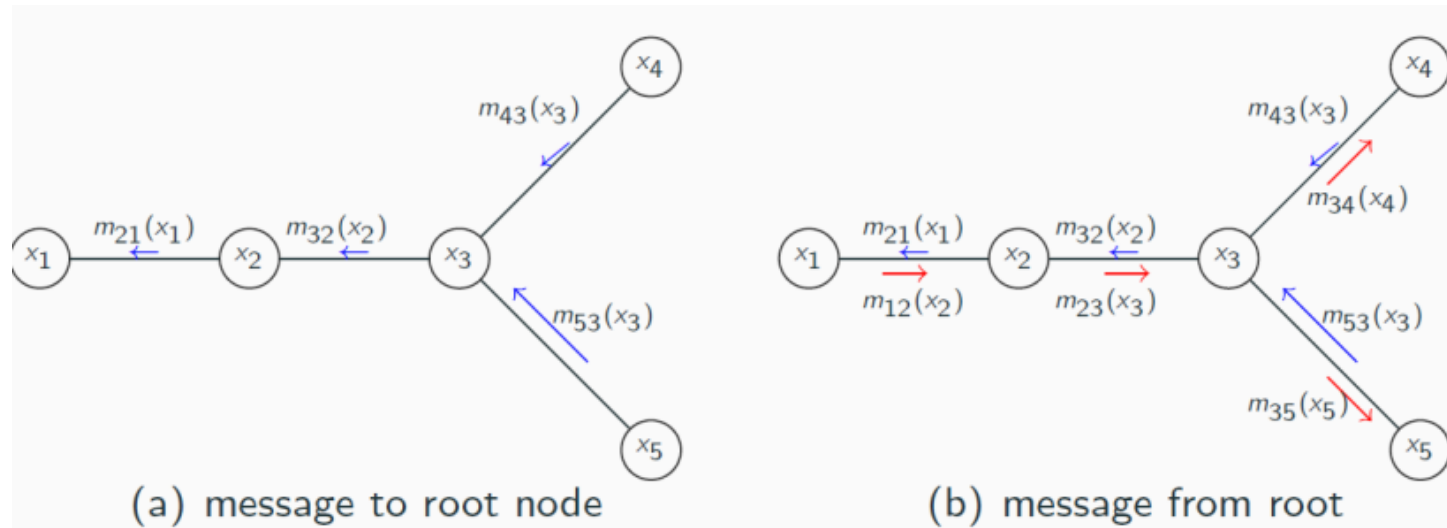 x4
m43(x3)
m21(x1)
m32(x2)
x1
x2
x3
m53(x3)
x5
(a) message to root node
x4
m43(x3)
m34(x4)
m21(x1)
m32(x2)
x1
x2
x3
m12(x2)
m23(x3)
m53(x3)
m35(x5)
x5
(b) message from root